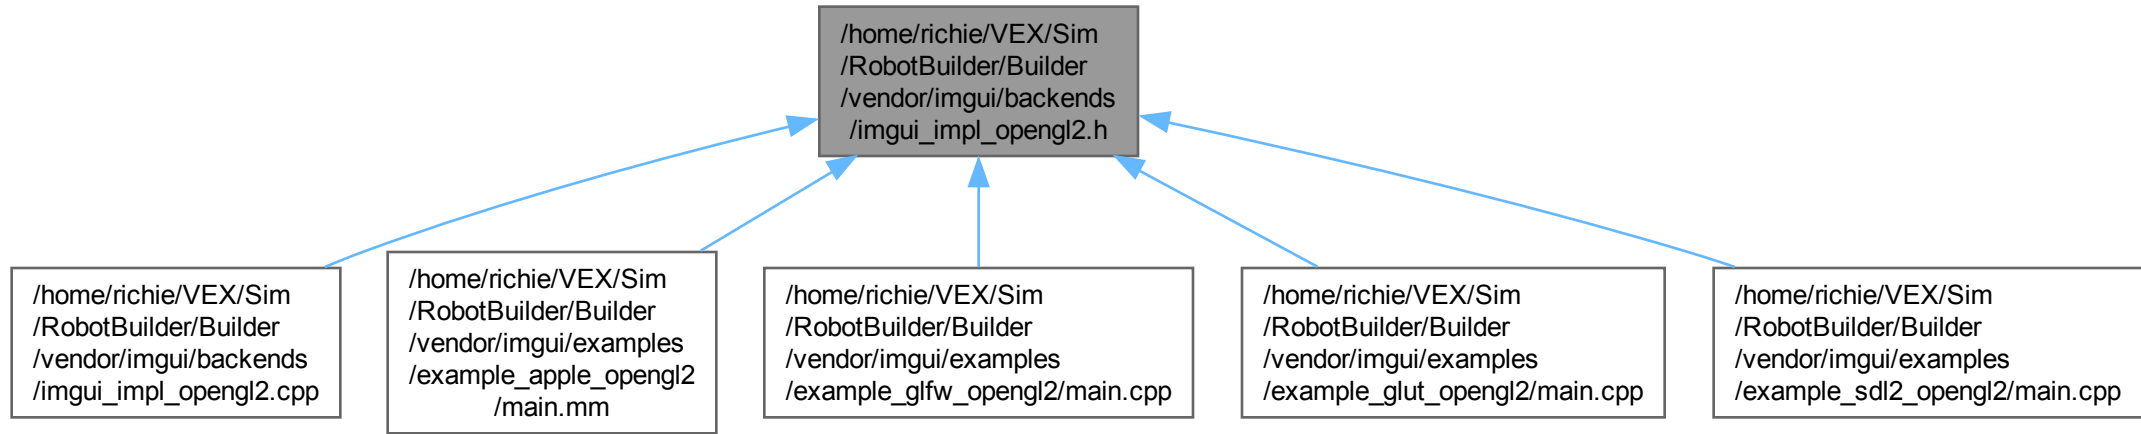 /home/richie/VEX/Sim
/RobotBuilder/Builder
/vendor/imgui/backends
/imgui_impl_opengl2.h
/home/richie/VEX/Sim
/RobotBuilder/Builder
/vendor/imgui/backends
/imgui_impl_opengl2.cpp
/home/richie/VEX/Sim
/RobotBuilder/Builder
/vendor/imgui/examples
/example_apple_opengl2
/main.mm
/home/richie/VEX/Sim
/RobotBuilder/Builder
/vendor/imgui/examples
/example_glfw_opengl2/main.cpp
/home/richie/VEX/Sim
/RobotBuilder/Builder
/vendor/imgui/examples
/example_glut_opengl2/main.cpp
/home/richie/VEX/Sim
/RobotBuilder/Builder
/vendor/imgui/examples
/example_sdl2_opengl2/main.cpp